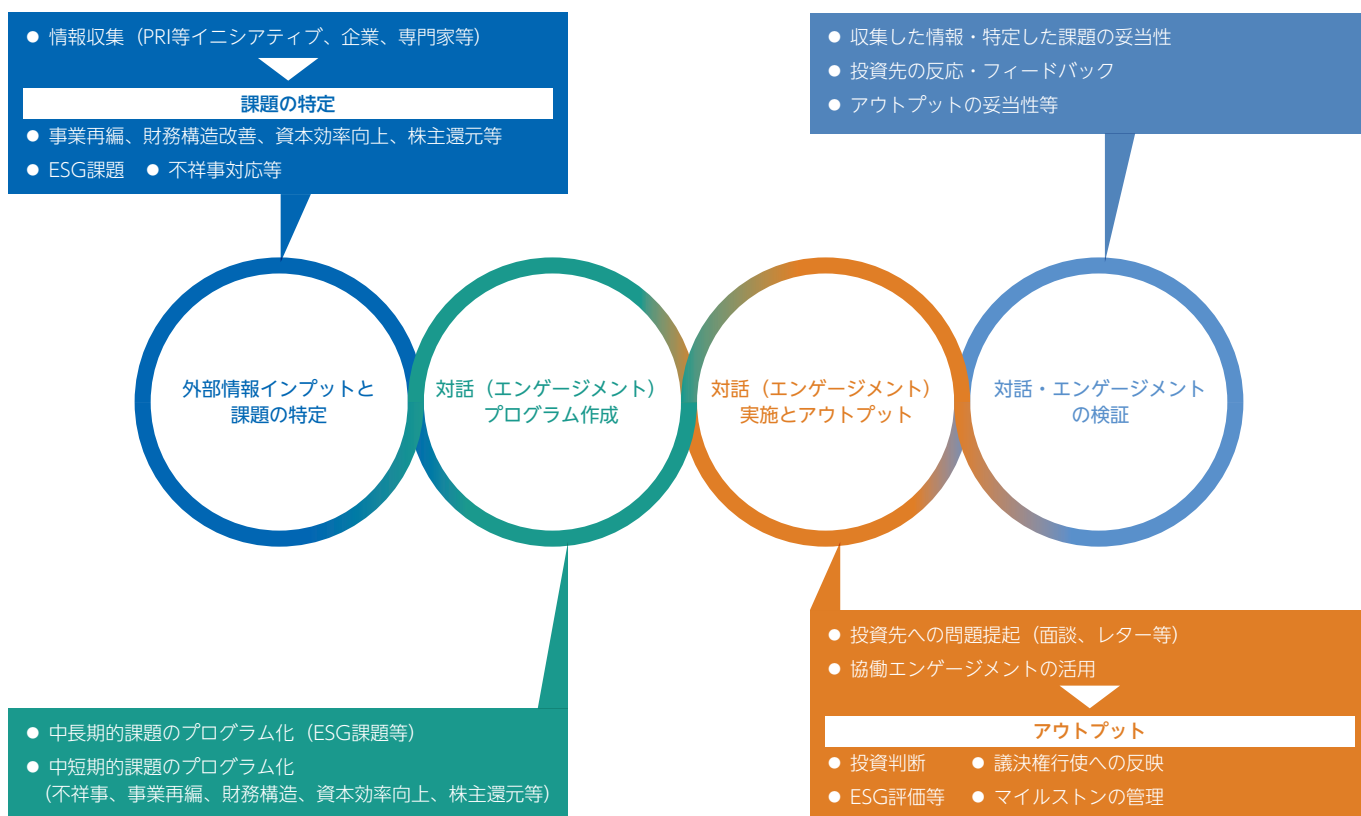 ● 情報収集（PRI等イニシアティブ、企業、専門家等）
課題の特定
● 事業再編、財務構造改善、資本効率向上、株主還元等
● ESG課題 ● 不祥事対応等
● 収集した情報・特定した課題の妥当性
● 投資先の反応・フィードバック
● アウトプットの妥当性等
外部情報インプットと
課題の特定
対話（エンゲージメント）
プログラム作成
対話（エンゲージメント）
実施とアウトプット
対話・エンゲージメント
の検証
● 中長期的課題のプログラム化（ESG課題等）
● 中短期的課題のプログラム化
（不祥事、事業再編、財務構造、資本効率向上、株主還元等）
● 投資先への問題提起（面談、レター等）
● 協働エンゲージメントの活用
アウトプット
● 投資判断 ● 議決権行使への反映
● ESG評価等 ● マイルストンの管理